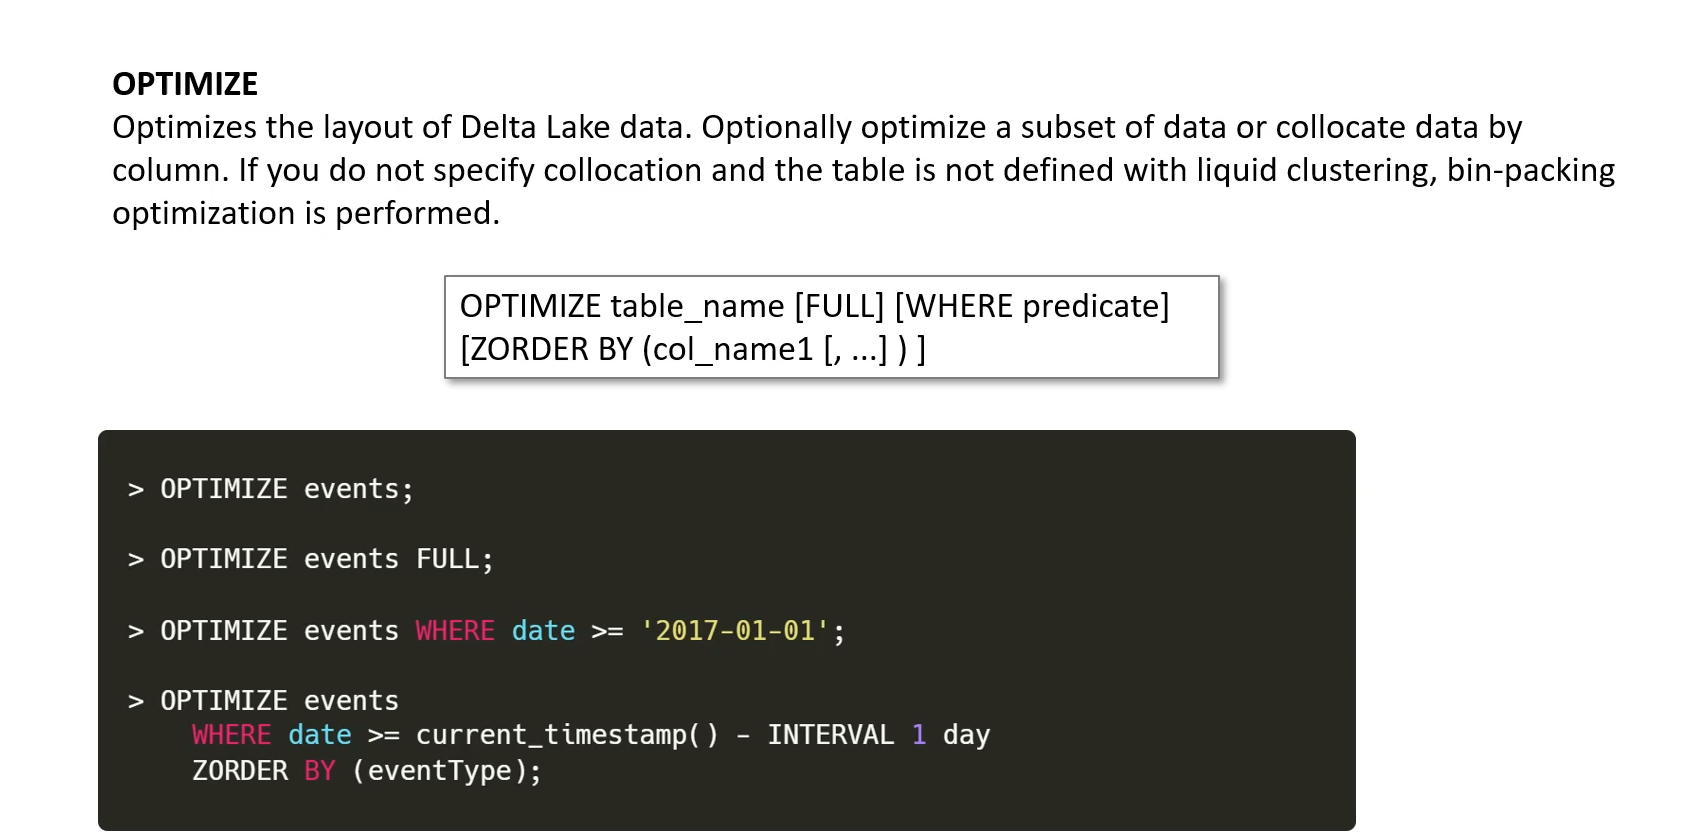 OPTIMIZE
Optimizes the layout of Delta Lake data. Optionally optimize a subset of data or collocate data by
column. If you do not specify collocation and the table is not defined with liquid clustering, bin-packing
optimization is performed.
OPTIMIZE table_name [FULL] [WHERE predicate]
[ZORDER BY (col_name1 [, ...] ) ]
> OPTIMIZE events;
> OPTIMIZE events FULL;
> OPTIMIZE events WHERE date >= '2017-01-01';
> OPTIMIZE events
WHERE date >= current_timestamp() - INTERVAL 1 day
ZORDER BY (eventType);